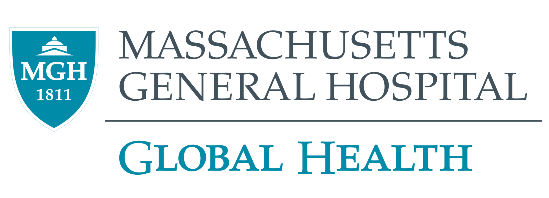 MGH
1811
MASSACHUSETTS
GENERAL HOSPITAL
GLOBAL HEALTH